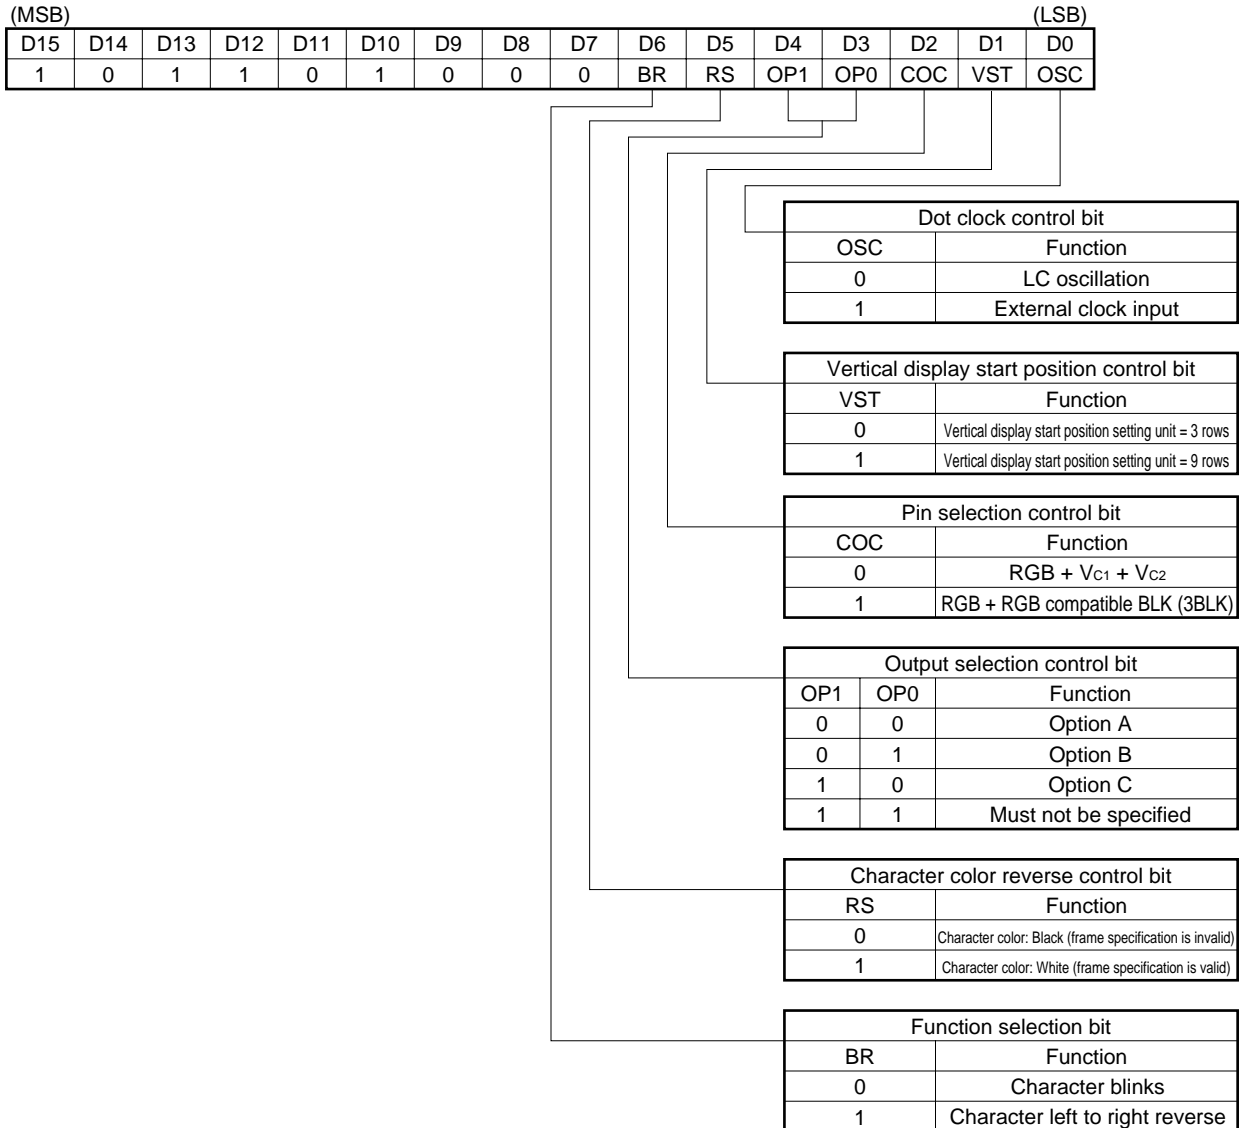 (MSB) (LSB)
D15 D14 D13 D12 D11 D10 D9 D8 D7 D6 D5 D4 D3 D2 D1 D0
1 0 1 1 0 1 0 0 0 BR RS OP1 OP0 COC VST OSC
Dot clock control bit
OSC Function
0 LC oscillation
1 External clock input
Vertical display start position control bit
VST Function
0 Vertical display start position setting unit = 3 rows
1 Vertical display start position setting unit = 9 rows
Pin selection control bit
COC Function
0 RGB + VC1 + VC2
1 RGB + RGB compatible BLK (3BLK)
Output selection control bit
OP1 OP0 Function
0 0 Option A
0 1 Option B
1 0 Option C
1 1 Must not be specified
Character color reverse control bit
RS Function
0 Character color: Black (frame specification is invalid)
1 Character color: White (frame specification is valid)
Function selection bit
BR Function
0 Character blinks
1 Character left to right reverse